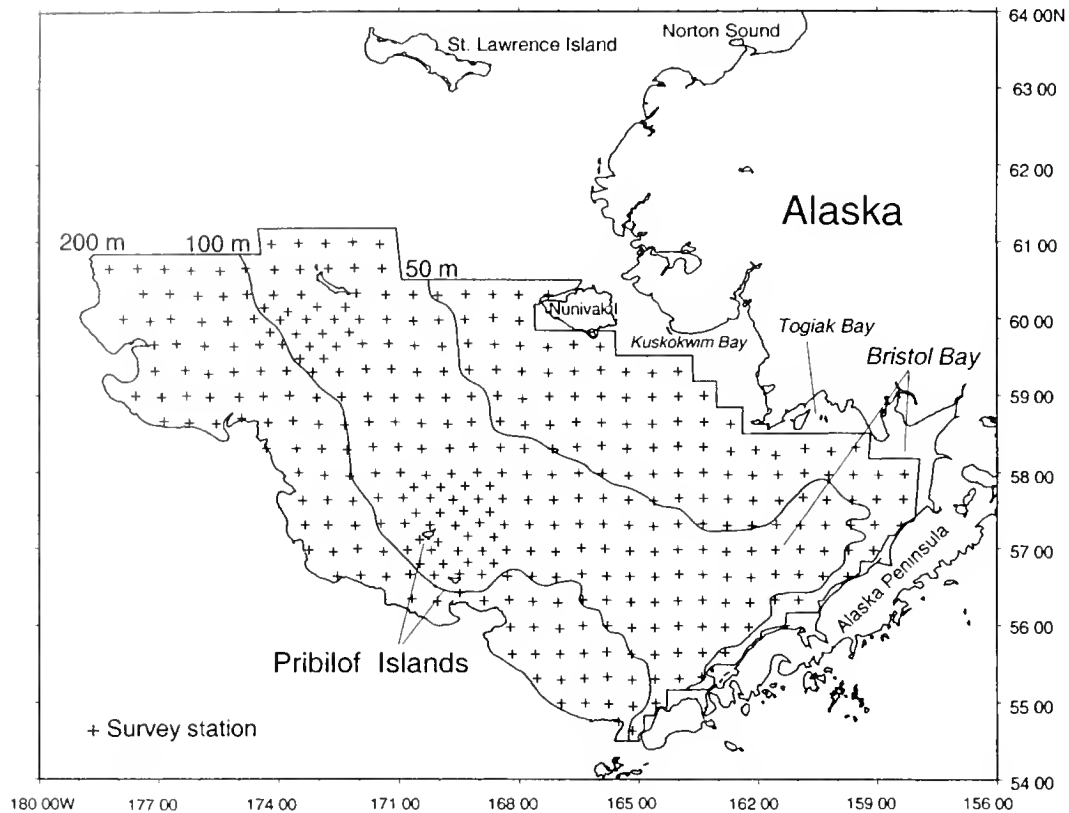 64 00N
Norton Sound
St. Lawrence Island
63 00
62 00
Alaska
200 m
100 m
61 00
50 m
Nunivak I
60 00
Togiak Bay
Kuskokwim Bay
Bristol Bay
59 00
58 00
57 00
Alaska Peninsula
56 00
Pribilof Islands
55 00
+ Survey station
54 00
180 00W 177 00 174 00 171 00 168 00 165 00 162 00 159 00 156 00